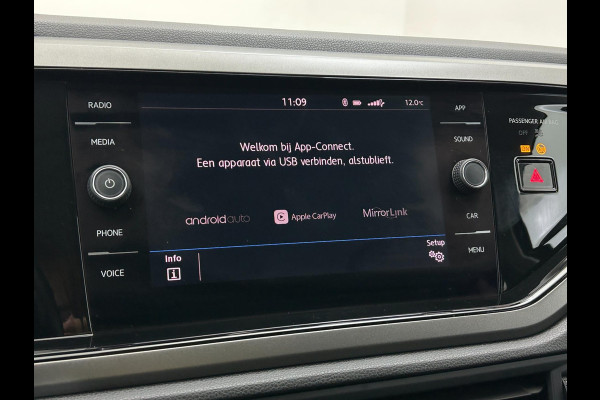 RADIO
MEDIA
PHONE
VOICE
11:09
12.0°C
Welkom bij App-Connect.
Een apparaat via USB verbinden, alstublieft.
androidauto
Apple CarPlay
MirrorLink
Info
i
Setup
APP
SOUND
CAR
MENU
PASSENGER AIR BAG
OFF